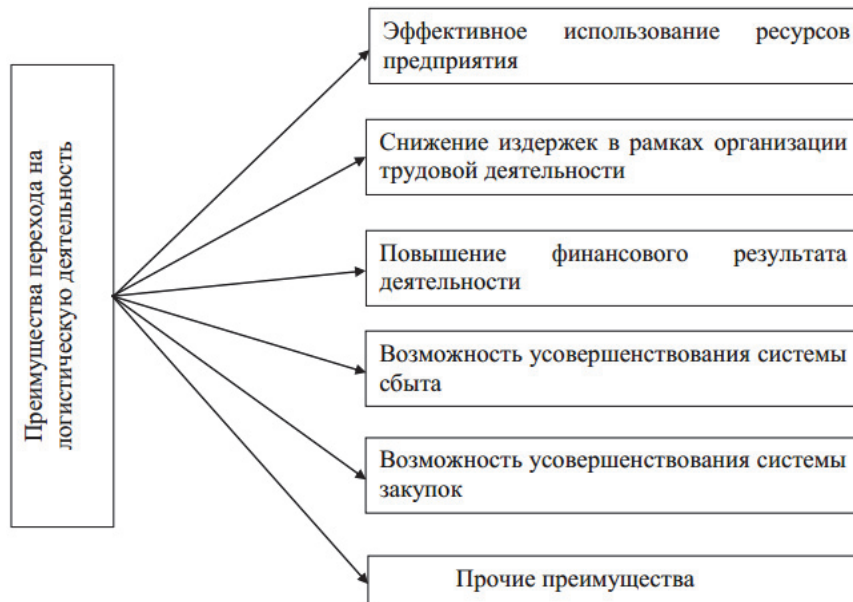 Преимущества перехода на
логистическую деятельность
Эффективное использование ресурсов
предприятия
Снижение издержек в рамках организации
трудовой деятельности
Повышение финансового результата
деятельности
Возможность усовершенствования системы
сбыта
Возможность усовершенствования системы
закупок
Прочие преимущества